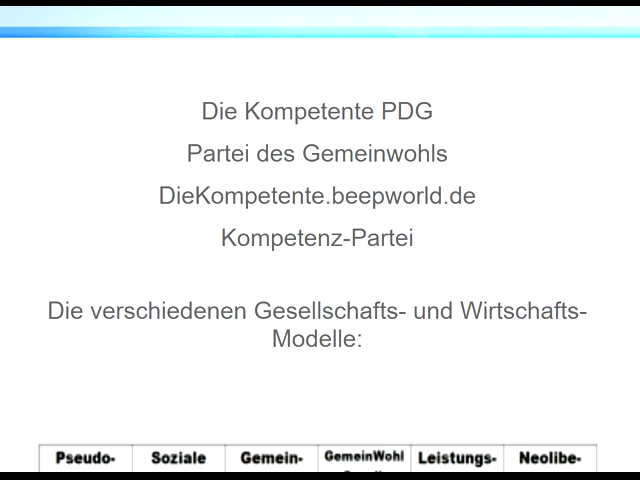 Die Kompetente PDG
Partei des Gemeinwohls
DieKompetente.beepworld.de
Kompetenz-Partei
Die verschiedenen Gesellschafts- und Wirtschafts-
Modelle:
Pseudo- Soziale Gemein- GemeinWohl Leistungs- Neolibe-